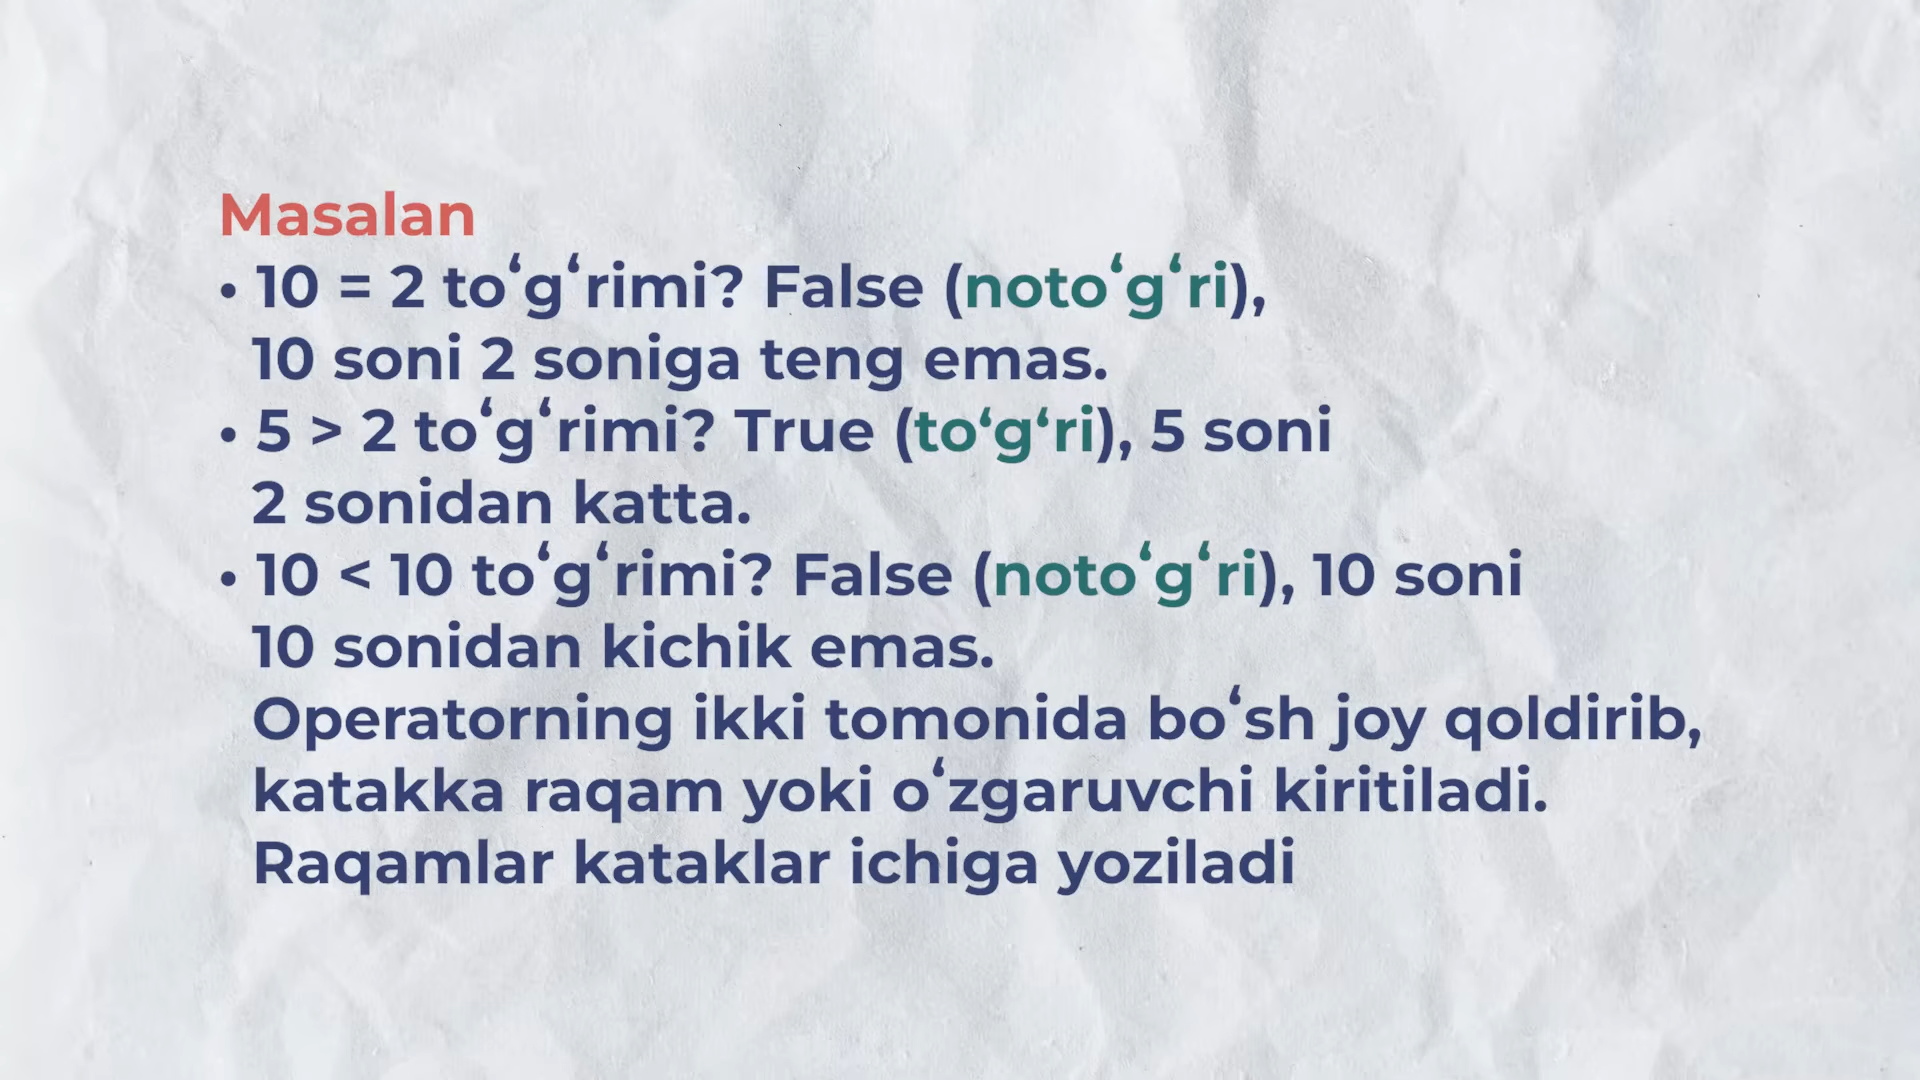 Masalan
• 10 = 2 toʻgʻrimi? False (notoʻgʻri),
10 soni 2 soniga teng emas.
• 5 > 2 toʻgʻrimi? True (toʻgʻri), 5 soni
2 sonidan katta.
• 10 < 10 toʻgʻrimi? False (notoʻgʻri), 10 soni
10 sonidan kichik emas.
Operatorning ikki tomonida boʻsh joy qoldirib,
katakka raqam yoki oʻzgaruvchi kiritiladi.
Raqamlar kataklar ichiga yoziladi